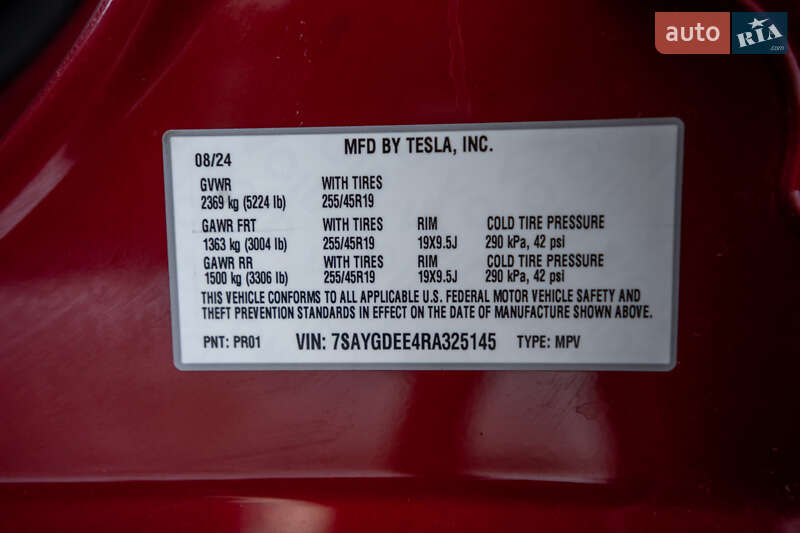 auto RIA.com
MFD BY TESLA, INC.
08/24
GVWR WITH TIRES
2369 kg (5224 lb) 255/45R19
GAWR FRT WITH TIRES RIM COLD TIRE PRESSURE
1363 kg (3004 lb) 255/45R19 19X9.5J 290 kPa, 42 psi
GAWR RR WITH TIRES RIM COLD TIRE PRESSURE
1500 kg (3306 lb) 255/45R19 19X9.5J 290 kPa, 42 psi
THIS VEHICLE CONFORMS TO ALL APPLICABLE U.S. FEDERAL MOTOR VEHICLE SAFETY AND
THEFT PREVENTION STANDARDS IN EFFECT ON THE DATE OF MANUFACTURE SHOWN ABOVE.
PNT: PR01 VIN: 7SAYGDEE4RA325145 TYPE: MPV